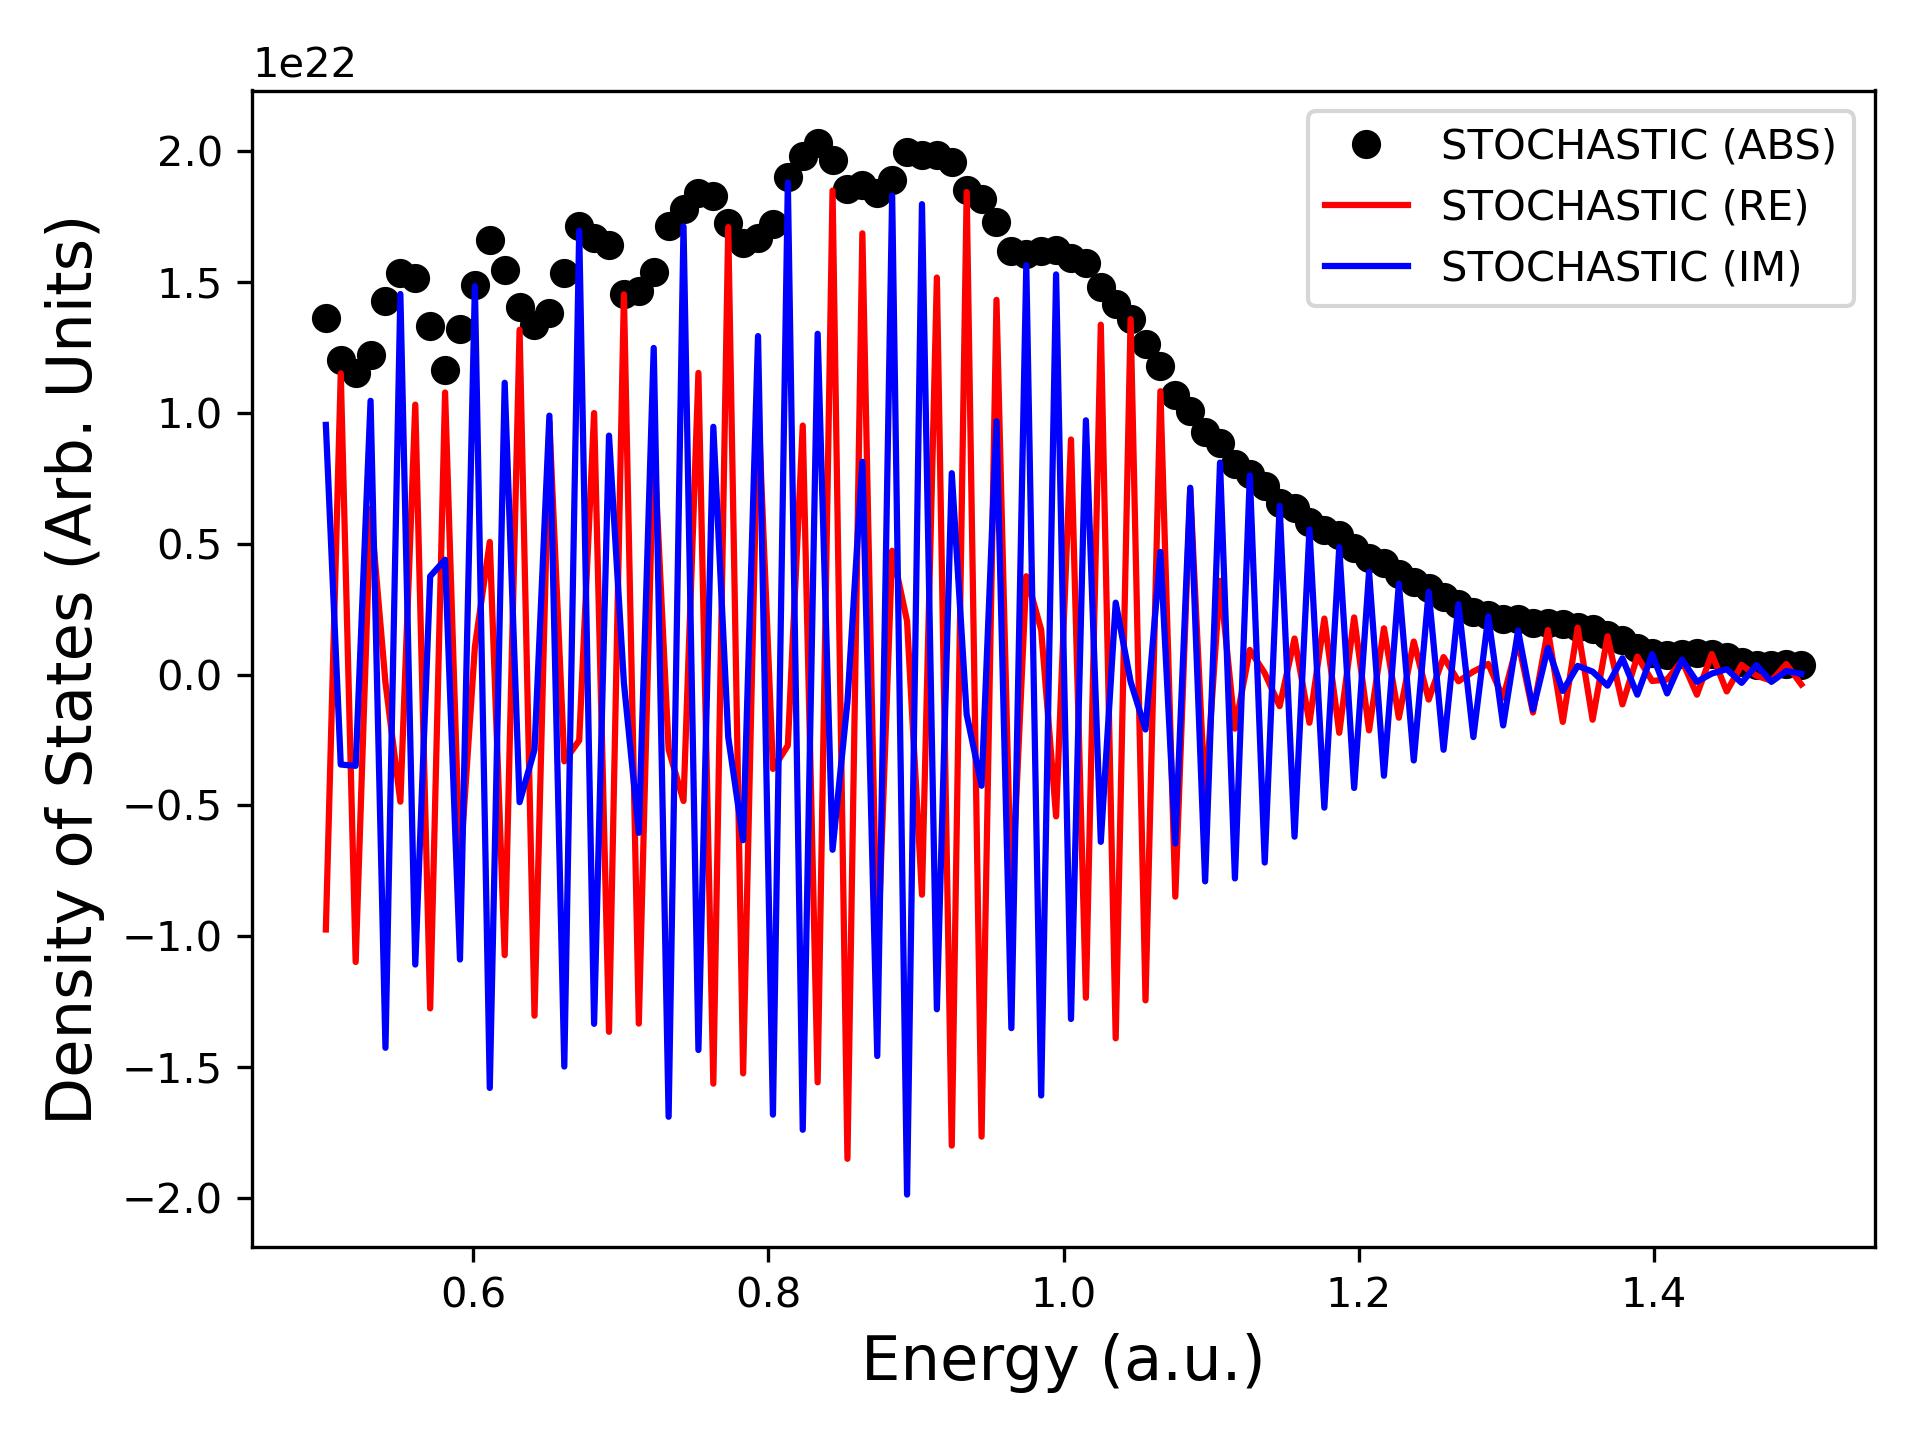 1e22
STOCHASTIC (ABS)
STOCHASTIC (RE)
STOCHASTIC (IM)
Density of States (Arb. Units)
2.0
1.5
1.0
0.5
0.0
−0.5
−1.0
−1.5
−2.0
0.6 0.8 1.0 1.2 1.4
Energy (a.u.)